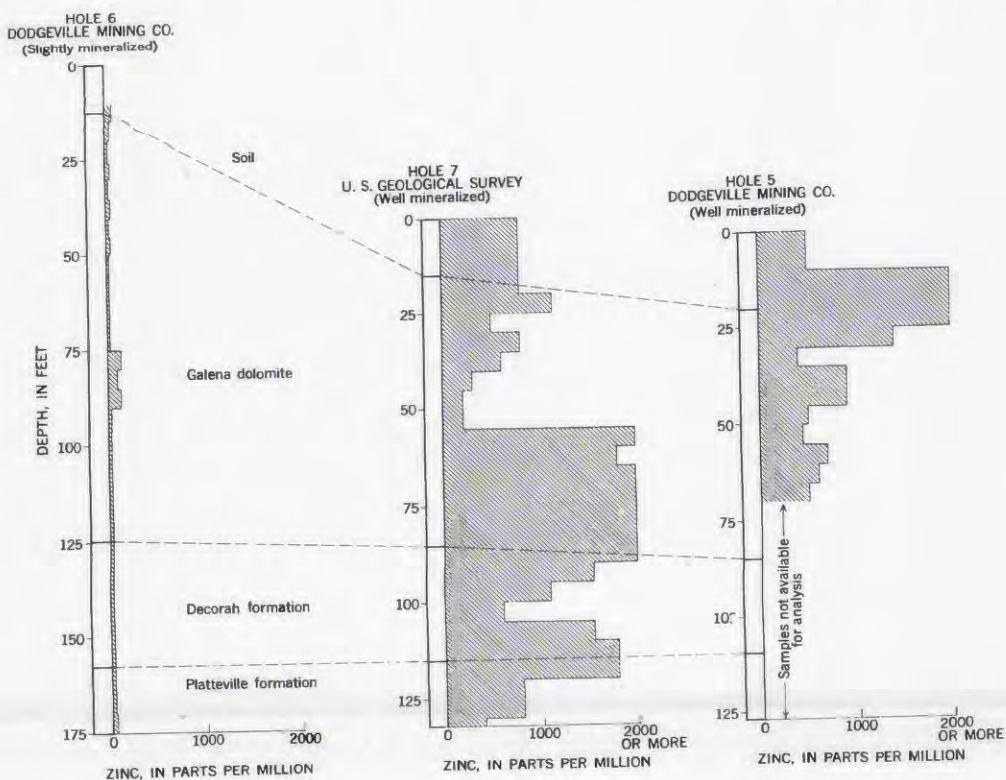 HOLE 6
DODGEVILLE MINING CO.
(Slightly mineralized)
0
25
50
75
100
125
150
175
DEPTH, IN FEET
0
1000
2000
ZINC, IN PARTS PER MILLION
Soil
Galena dolomite
Decorah formation
Platteville formation
HOLE 7
U. S. GEOLOGICAL SURVEY
(Well mineralized)
0
25
50
75
100
125
0
1000
2000
OR MORE
ZINC, IN PARTS PER MILLION
HOLE 5
DODGEVILLE MINING CO.
(Well mineralized)
0
25
50
75
10
125
Samples not available
for analysis
0
1000
2000
OR MORE
ZINC, IN PARTS PER MILLION